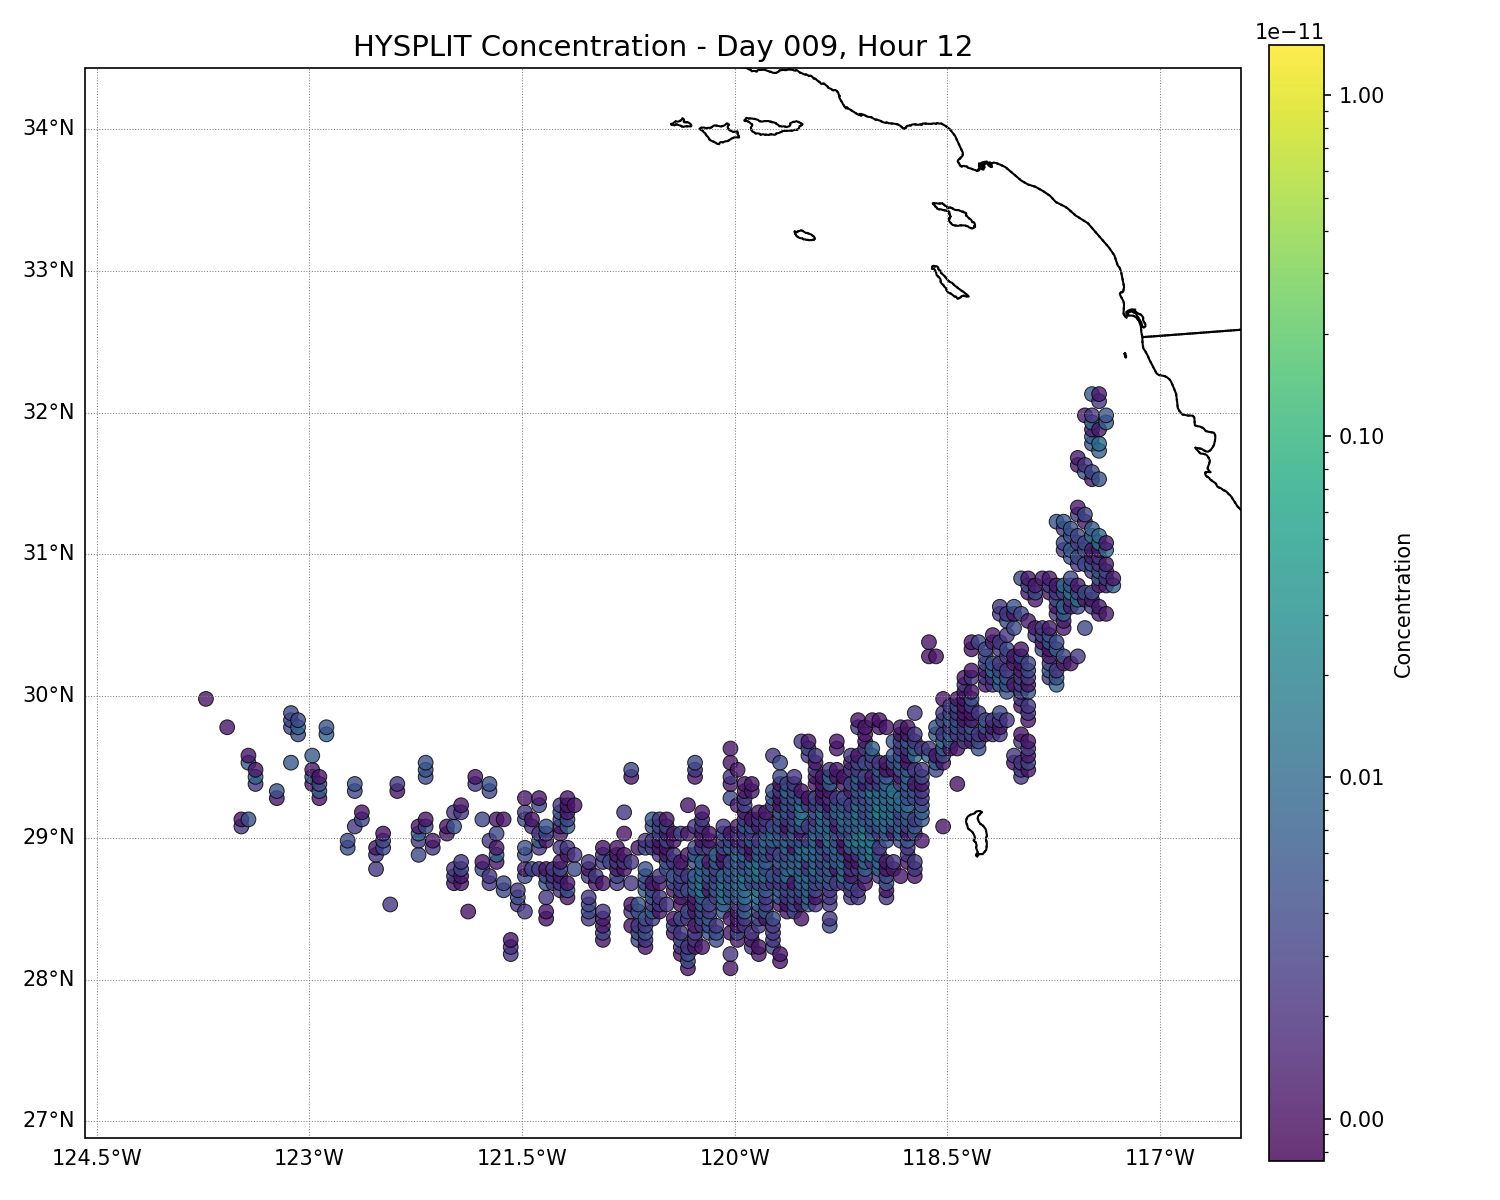 HYSPLIT Concentration - Day 009, Hour 12
1e−11
34°N
33°N
32°N
31°N
30°N
29°N
28°N
27°N
124.5°W 123°W 121.5°W 120°W 118.5°W 117°W
1.00
0.10
0.01
0.00
Concentration